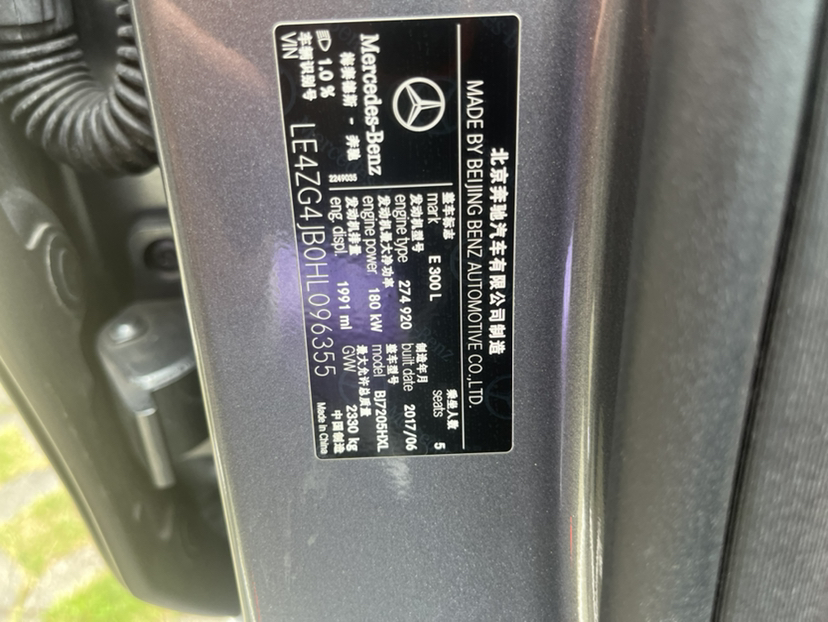 北京奔驰汽车有限公司制造
MADE BY BEIJING BENZ AUTOMOTIVE CO.,LTD.
Mercedes-Benz
梅赛德斯-奔驰
2249035
1.0 %
整车标志
mark E 300 L
乘坐人数
seats 5
发动机型号
engine type 274 920
制造年月
built date 2017/06
发动机最大净功率
engine power 180 kW
整车型号
model BJ7205HXL
发动机排量
eng. displ. 1991 ml
最大允许总质量
GVW 2330 kg
车辆识别号
VIN LE4ZG4JB0HL096355
中国制造
Made In China